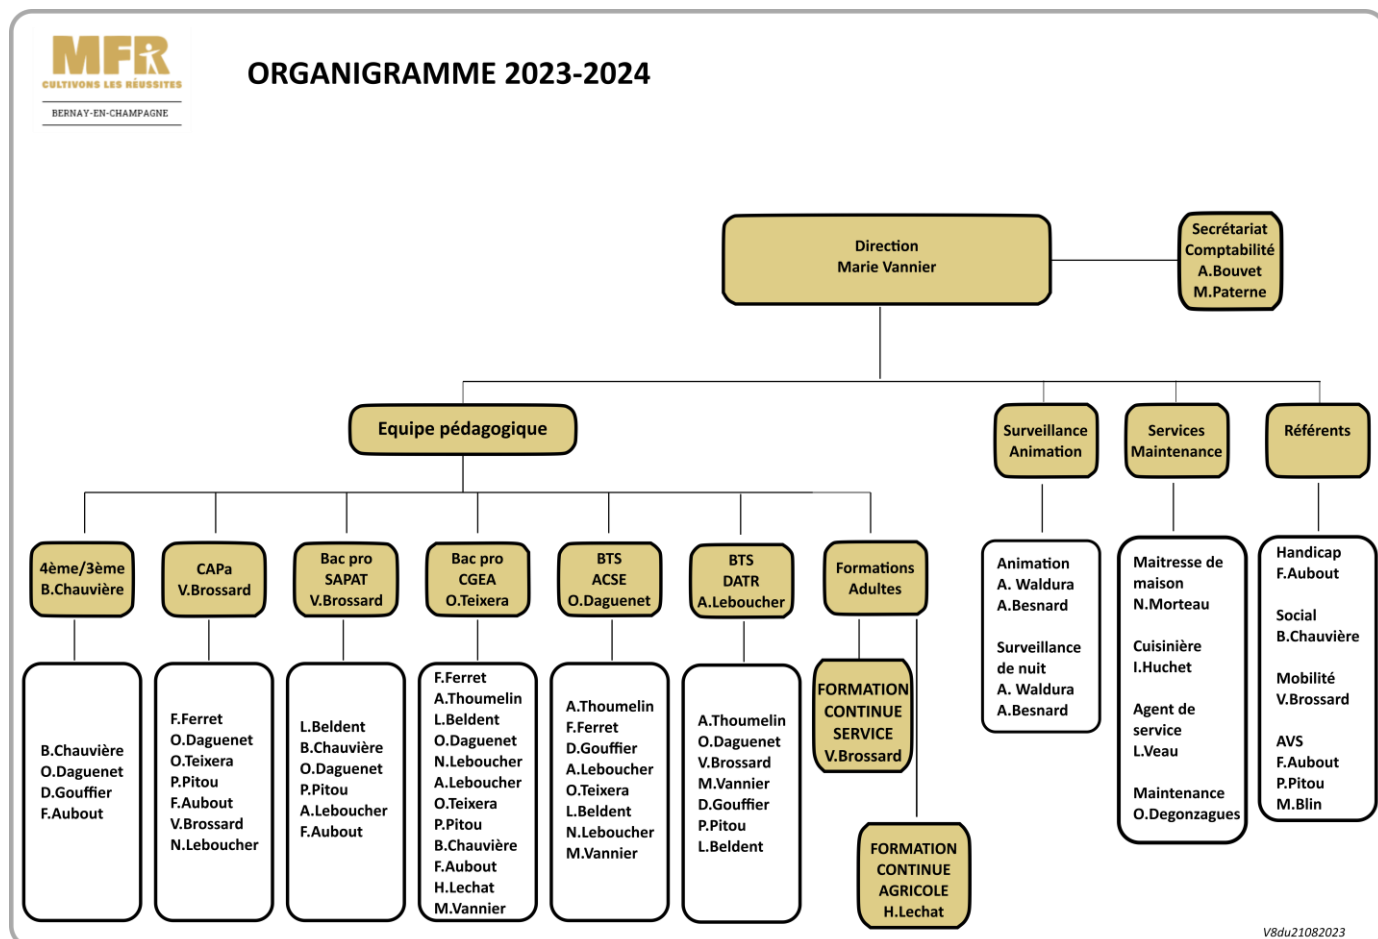 MFR
CULTIVONS LES RÉUSSITES
BERNAY-EN-CHAMPAGNE
ORGANIGRAMME 2023-2024
Direction
Marie Vannier
Secrétariat
Comptabilité
A.Bouvet
M.Paterne
Equipe pédagogique
Surveillance
Animation
Services
Maintenance
Référents
4ème/3ème
B.Chauvière
CAPa
V.Brossard
Bac pro
SAPAT
V.Brossard
Bac pro
CGEA
O.Teixera
BTS
ACSE
O.Daguenet
BTS
DATR
A.Leboucher
Formations
Adultes
B.Chauvière
O.Daguenet
D.Gouffier
F.Aubout
F.Ferret
O.Daguenet
O.Teixera
P.Pitou
F.Aubout
V.Brossard
N.Leboucher
L.Beldent
B.Chauvière
O.Daguenet
P.Pitou
A.Leboucher
F.Aubout
F.Ferret
A.Thoumelin
L.Beldent
O.Daguenet
N.Leboucher
A.Leboucher
O.Teixera
P.Pitou
B.Chauvière
F.Aubout
H.Lechat
M.Vannier
A.Thoumelin
F.Ferret
D.Gouffier
A.Leboucher
O.Teixera
L.Beldent
N.Leboucher
M.Vannier
A.Thoumelin
O.Daguenet
V.Brossard
M.Vannier
D.Gouffier
P.Pitou
L.Beldent
FORMATION
CONTINUE
SERVICE
V.Brossard
FORMATION
CONTINUE
AGRICOLE
H.Lechat
Animation
A. Waldura
A.Besnard
Surveillance
de nuit
A. Waldura
A.Besnard
Maitresse de
maison
N.Morteau
Cuisinière
I.Huchet
Agent de
service
L.Veau
Maintenance
O.Degonzagues
Handicap
F.Aubout
Social
B.Chauvière
Mobilité
V.Brossard
AVS
F.Aubout
P.Pitou
M.Blin
V8du21082023